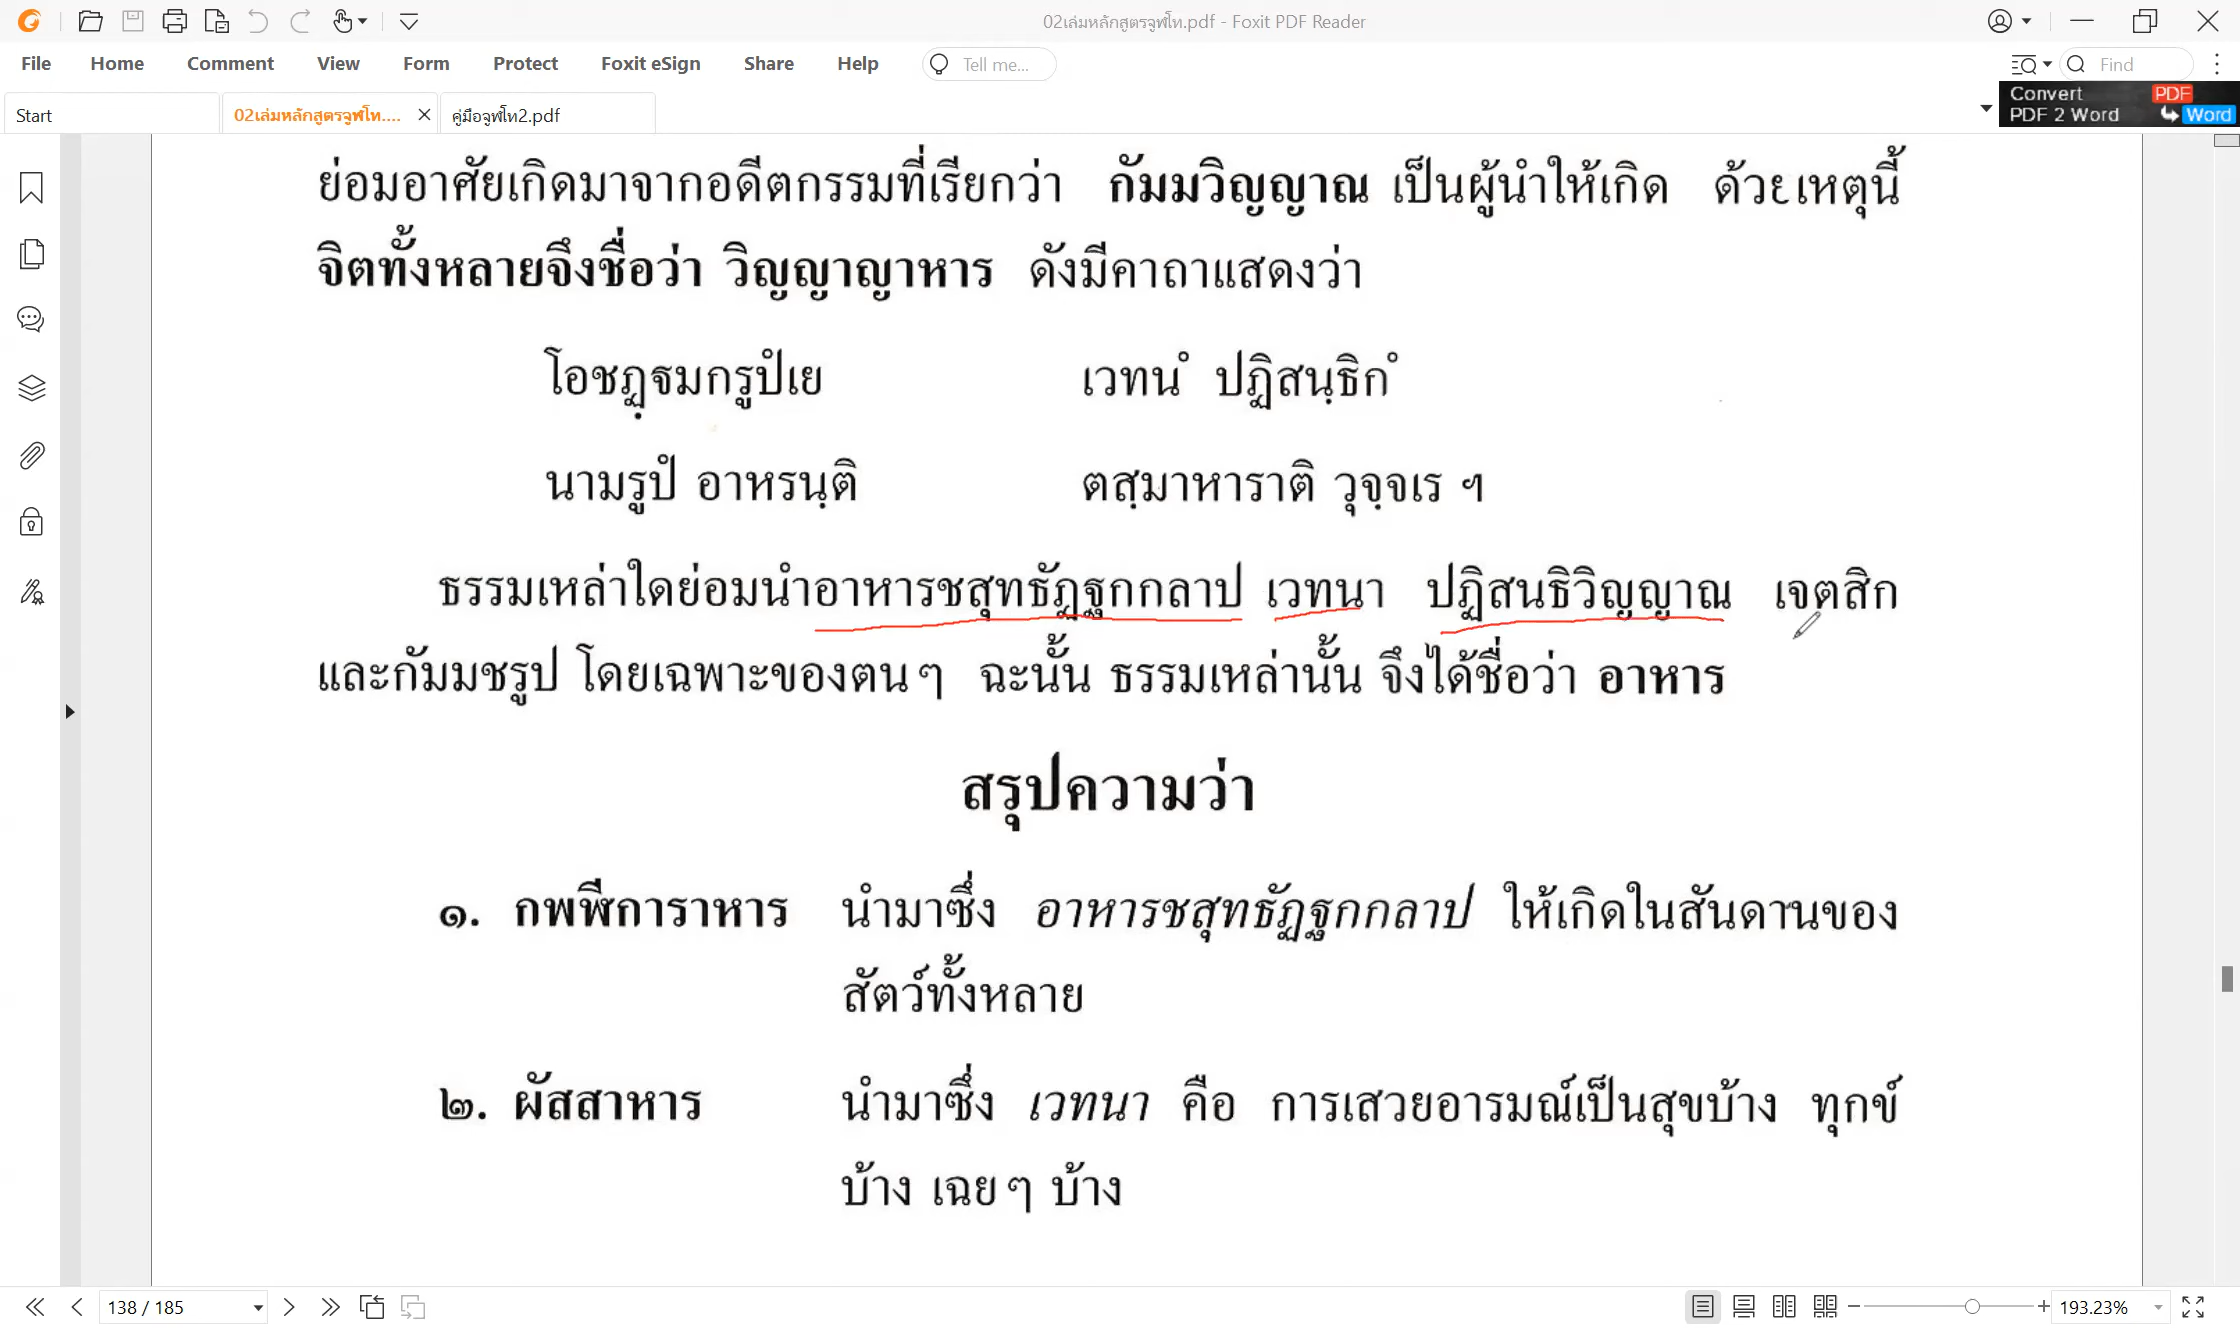 02เล่มหลักสูตรจูฬโท.pdf - Foxit PDF Reader
File Home Comment View Form Protect Foxit eSign Share Help Tell me... Find
Convert PDF
PDF 2 Word Word
Start 02เล่มหลักสูตรจูฬโท.... คู่มือจูฬโท2.pdf
ย่อมอาศัยเกิดมาจากอดีตกรรมที่เรียกว่า กัมมวิญญาณ เป็นผู้นำให้เกิด ด้วยเหตุนี้
จิตทั้งหลายจึงชื่อว่า วิญญาญาหาร ดังมีคาถาแสดงว่า
โอชฏฺฐมกรูปํเย เวทนํ ปฏิสนฺธิกํ
นามรูปํ อาหรนฺติ ตสฺมาหาราติ วุจฺจเร ฯ
ธรรมเหล่าใดย่อมนำอาหารชสุทธัฏฐกกลาป เวทนา ปฏิสนธิวิญญาณ เจตสิก
และกัมมชรูป โดยเฉพาะของตนๆ ฉะนั้น ธรรมเหล่านั้น จึงได้ชื่อว่า อาหาร
สรุปความว่า
๑. กพพีการาหาร นำมาซึ่ง อาหารชสุทธัฏฐกกลาป ให้เกิดในสันดานของ
สัตว์ทั้งหลาย
๒. ผัสสาหาร นำมาซึ่ง เวทนา คือ การเสวยอารมณ์เป็นสุขบ้าง ทุกข์
บ้าง เฉยๆ บ้าง
138 / 185 193.23%